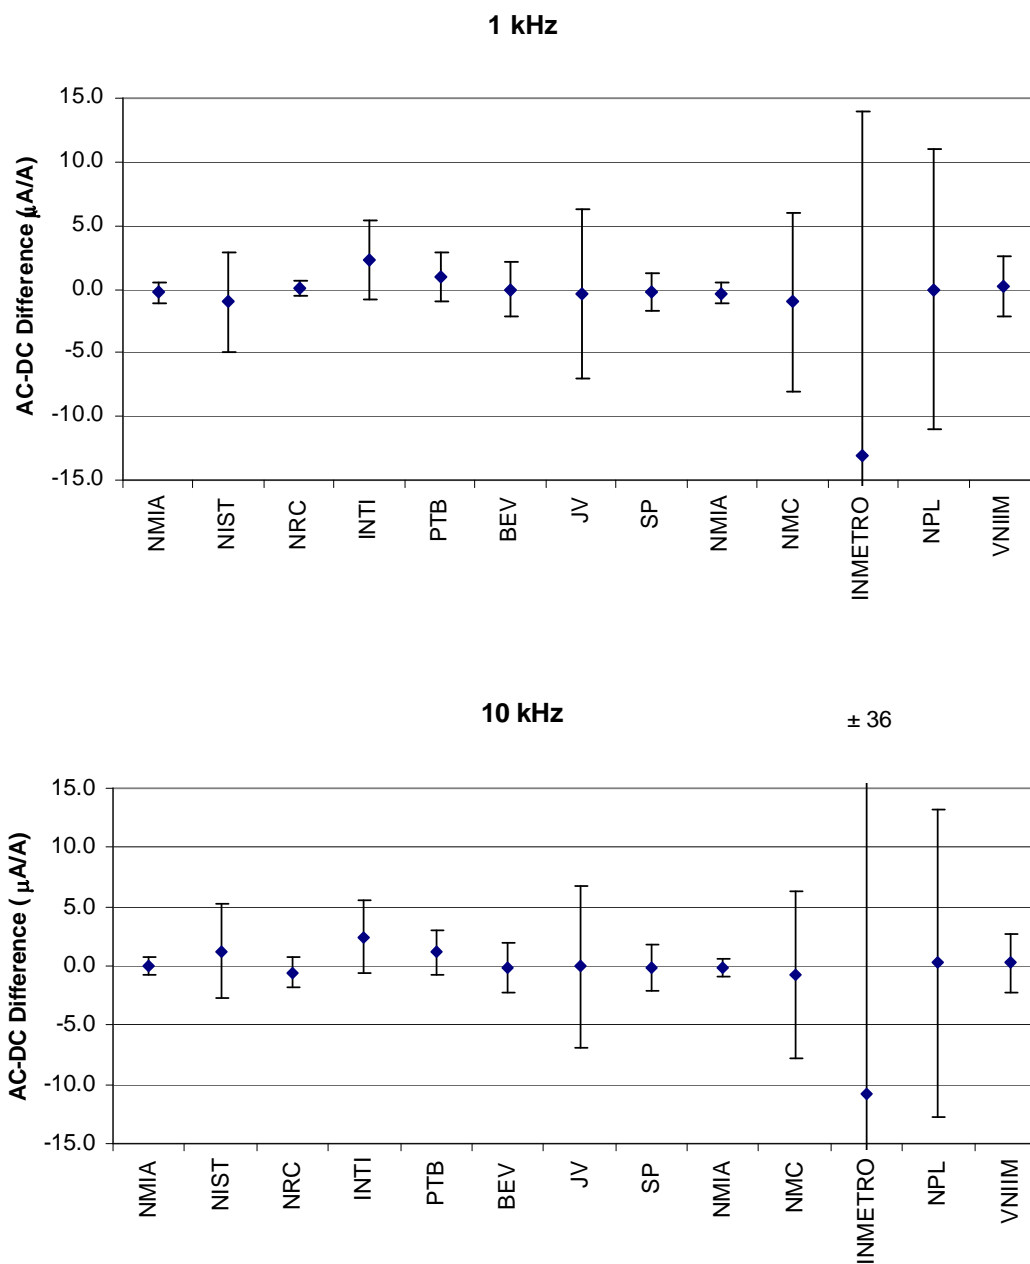 1 kHz
15.0
10.0
5.0
0.0
-5.0
-10.0
-15.0
AC-DC Difference (μA/A)
NMIA
NIST
NRC
INTI
PTB
BEV
JV
SP
NMIA
NMC
INMETRO
NPL
VNIIM
10 kHz
± 36
15.0
10.0
5.0
0.0
-5.0
-10.0
-15.0
AC-DC Difference ( μA/A)
NMIA
NIST
NRC
INTI
PTB
BEV
JV
SP
NMIA
NMC
INMETRO
NPL
VNIIM